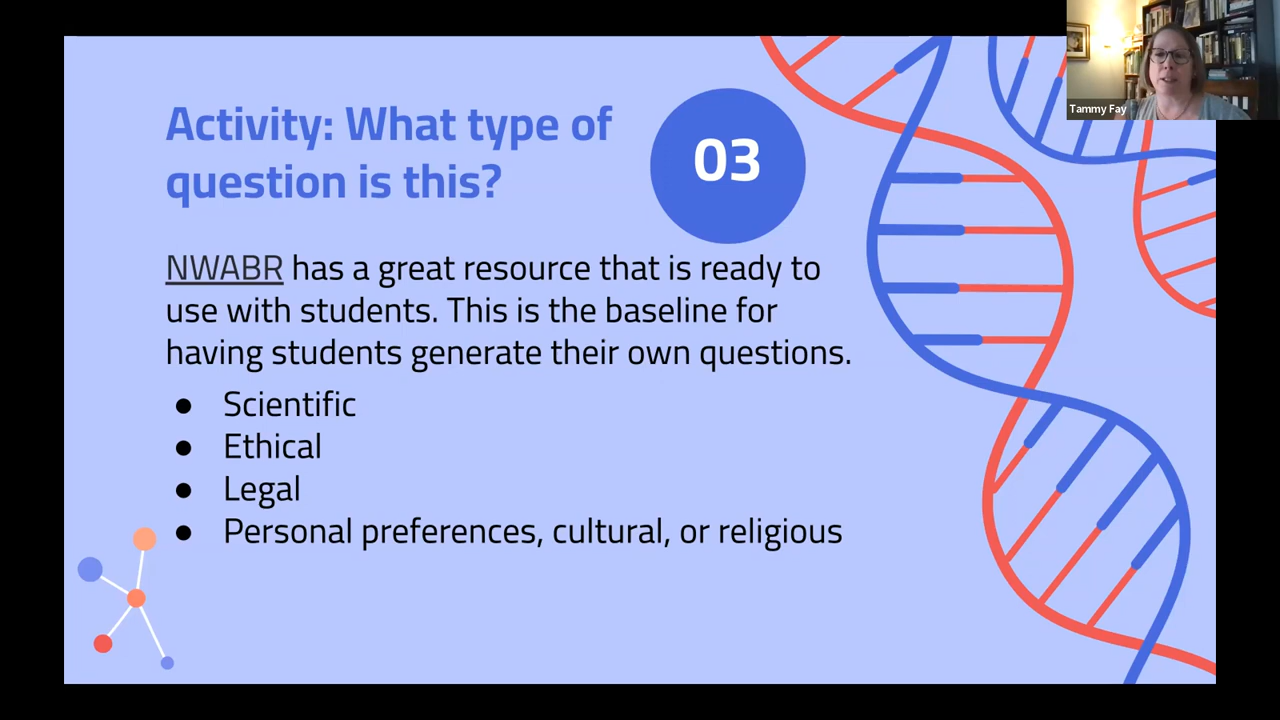 Activity: What type of
question is this?
03
NWABR has a great resource that is ready to
use with students. This is the baseline for
having students generate their own questions.
● Scientific
● Ethical
● Legal
● Personal preferences, cultural, or religious
Tammy Fay